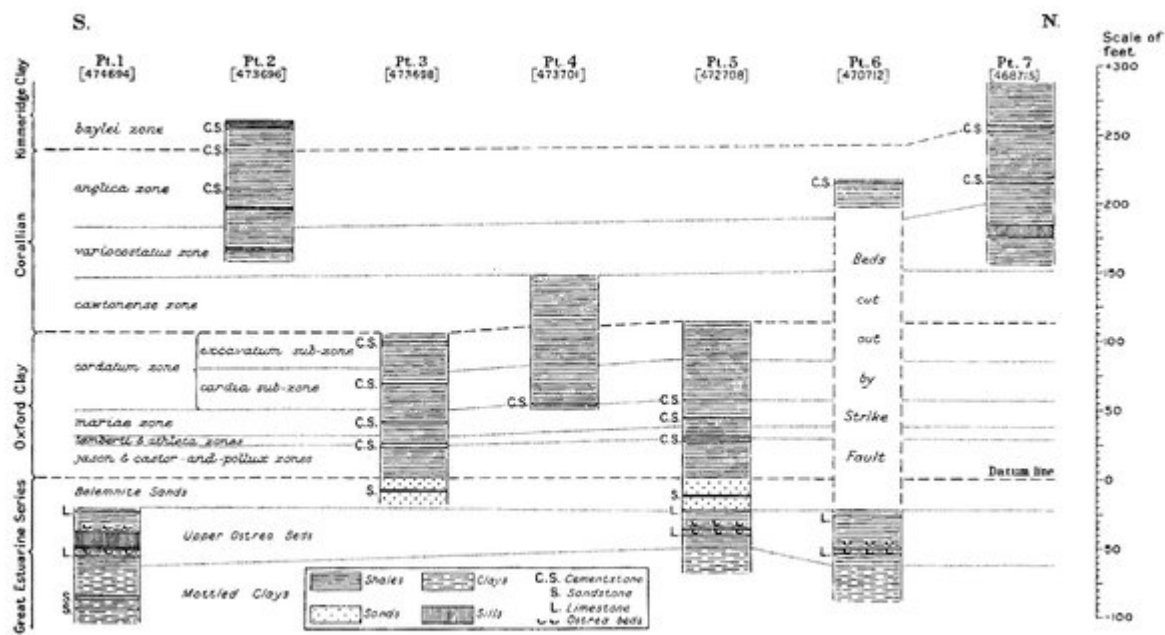 S.
N.
Pt.1
[474694]
Pt.2
[473696]
Pt.3
[473698]
Pt.4
[473701]
Pt.5
[472708]
Pt.6
[470712]
Pt.7
[468715]
Scale of
feet
+300
250
200
150
100
50
0
50
-100
Kimmeridge Clay
Corallian
Oxford Clay
Great Estuarine Series
baylei zone
anglica zone
variocostatus zone
cawtonense zone
cordatum zone
excavatum sub-zone
cardia sub-zone
mariae zone
lamberti & athleta zones
jason & castor-and-pollux zones
Belemnite Sands
Upper Ostrea Beds
Mottled Clays
C.S.
C.S.
C.S.
C.S.
C.S.
C.S.
C.S.
S.
C.S.
C.S.
C.S.
C.S.
S.
L.
L.
C.S.
L.
L.
C.S.
C.S.
L.
L.
S
S
Beds
cut
out
by
Strike
Fault
Datum line
Shales
Clays
Sands
Sills
C.S. Cementstone
S. Sandstone
L. Limestone
Ostrea Beds